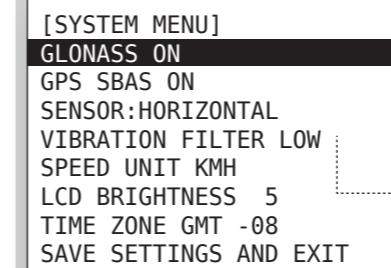 [SYSTEM MENU]
GLONASS ON
GPS SBAS ON
SENSOR:HORIZONTAL
VIBRATION FILTER LOW
SPEED UNIT KMH
LCD BRIGHTNESS  5
TIME ZONE GMT -08
SAVE SETTINGS AND EXIT